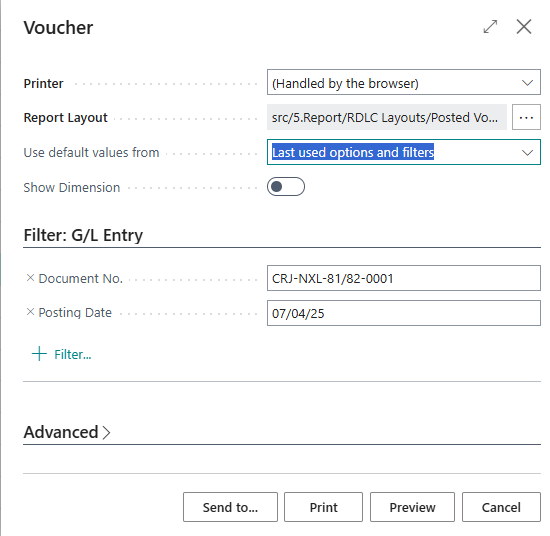 Voucher
Printer (Handled by the browser)
Report Layout src/5.Report/RDLC Layouts/Posted Vo... ...
Use default values from Last used options and filters
Show Dimension
Filter: G/L Entry
× Document No. CRJ-NXL-81/82-0001
× Posting Date 07/04/25
+ Filter...
Advanced >
Send to... Print Preview Cancel